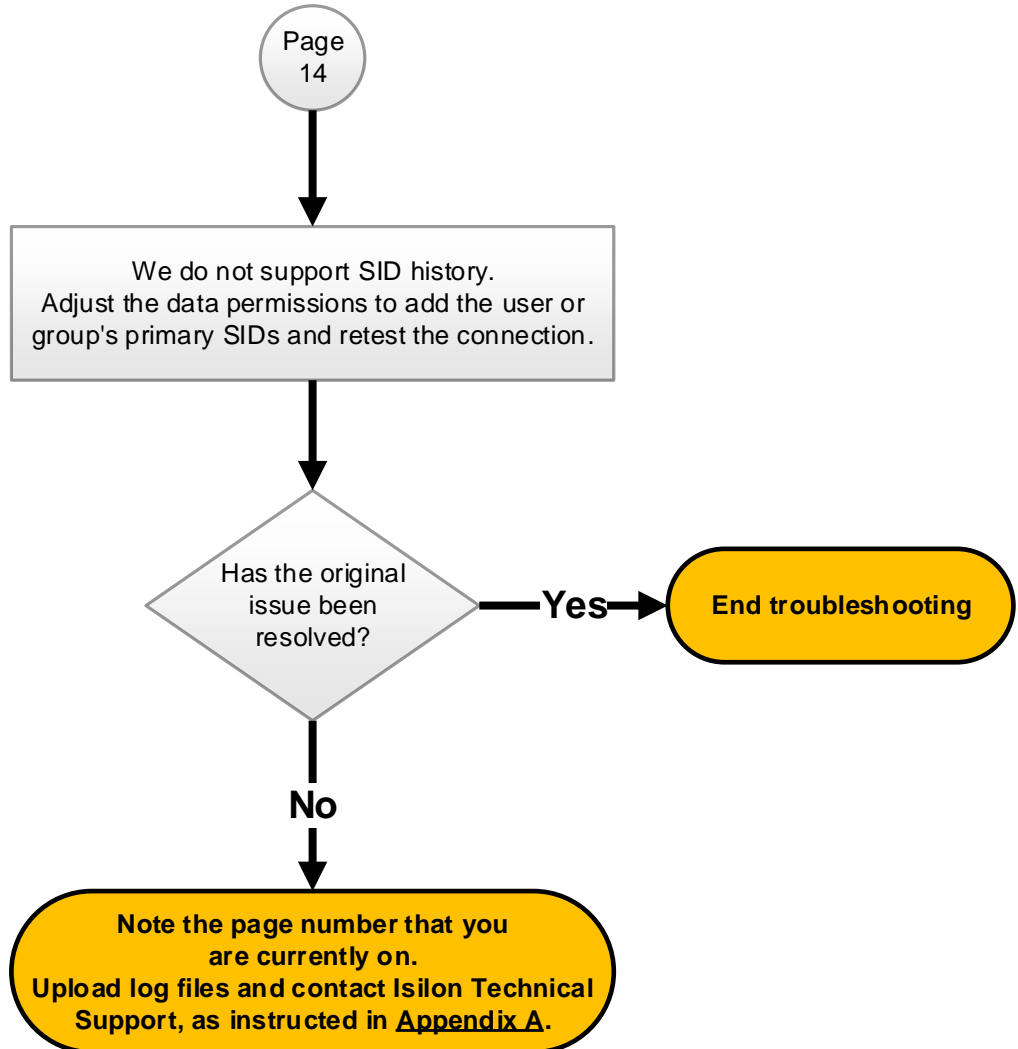 Page
14
We do not support SID history.
Adjust the data permissions to add the user or
group's primary SIDs and retest the connection.
Has the original
issue been
resolved?
Yes
End troubleshooting
No
Note the page number that you
are currently on.
Upload log files and contact Isilon Technical
Support, as instructed in Appendix A.